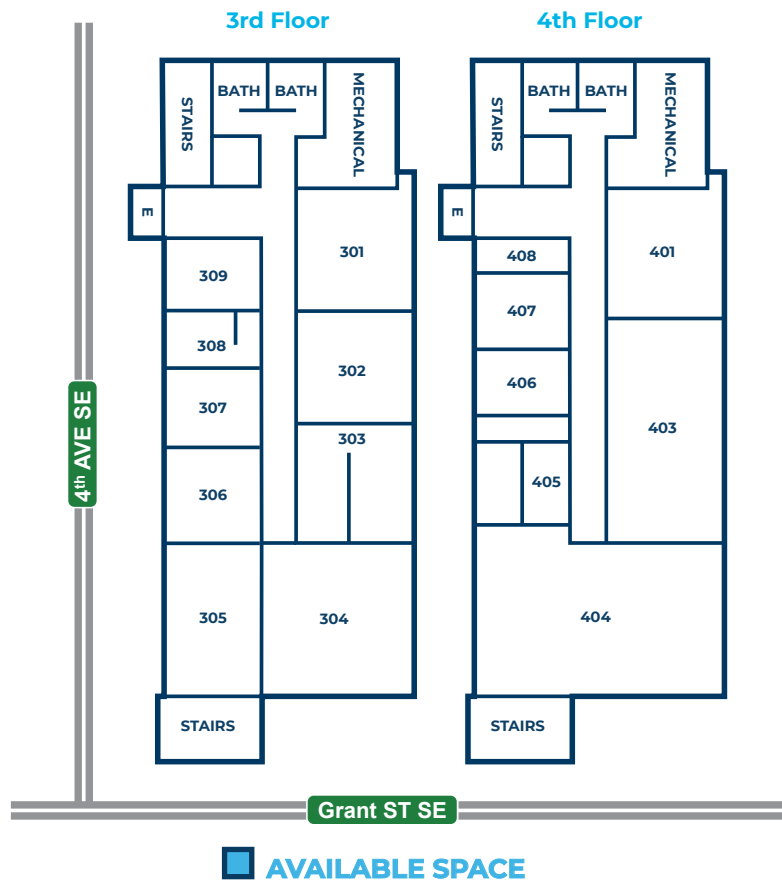 3rd Floor
STAIRS
BATH
BATH
MECHANICAL
E
301
309
308
302
307
303
306
305
304
STAIRS
4th Floor
STAIRS
BATH
BATH
MECHANICAL
E
408
401
407
406
403
405
404
STAIRS
4th AVE SE
Grant ST SE
AVAILABLE SPACE